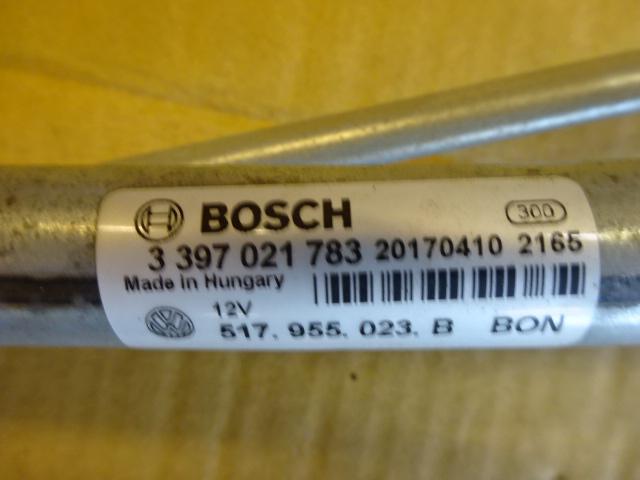 BOSCH 300
3 397 021 783 20170410 2165
Made in Hungary
12V
517. 955. 023. B BON